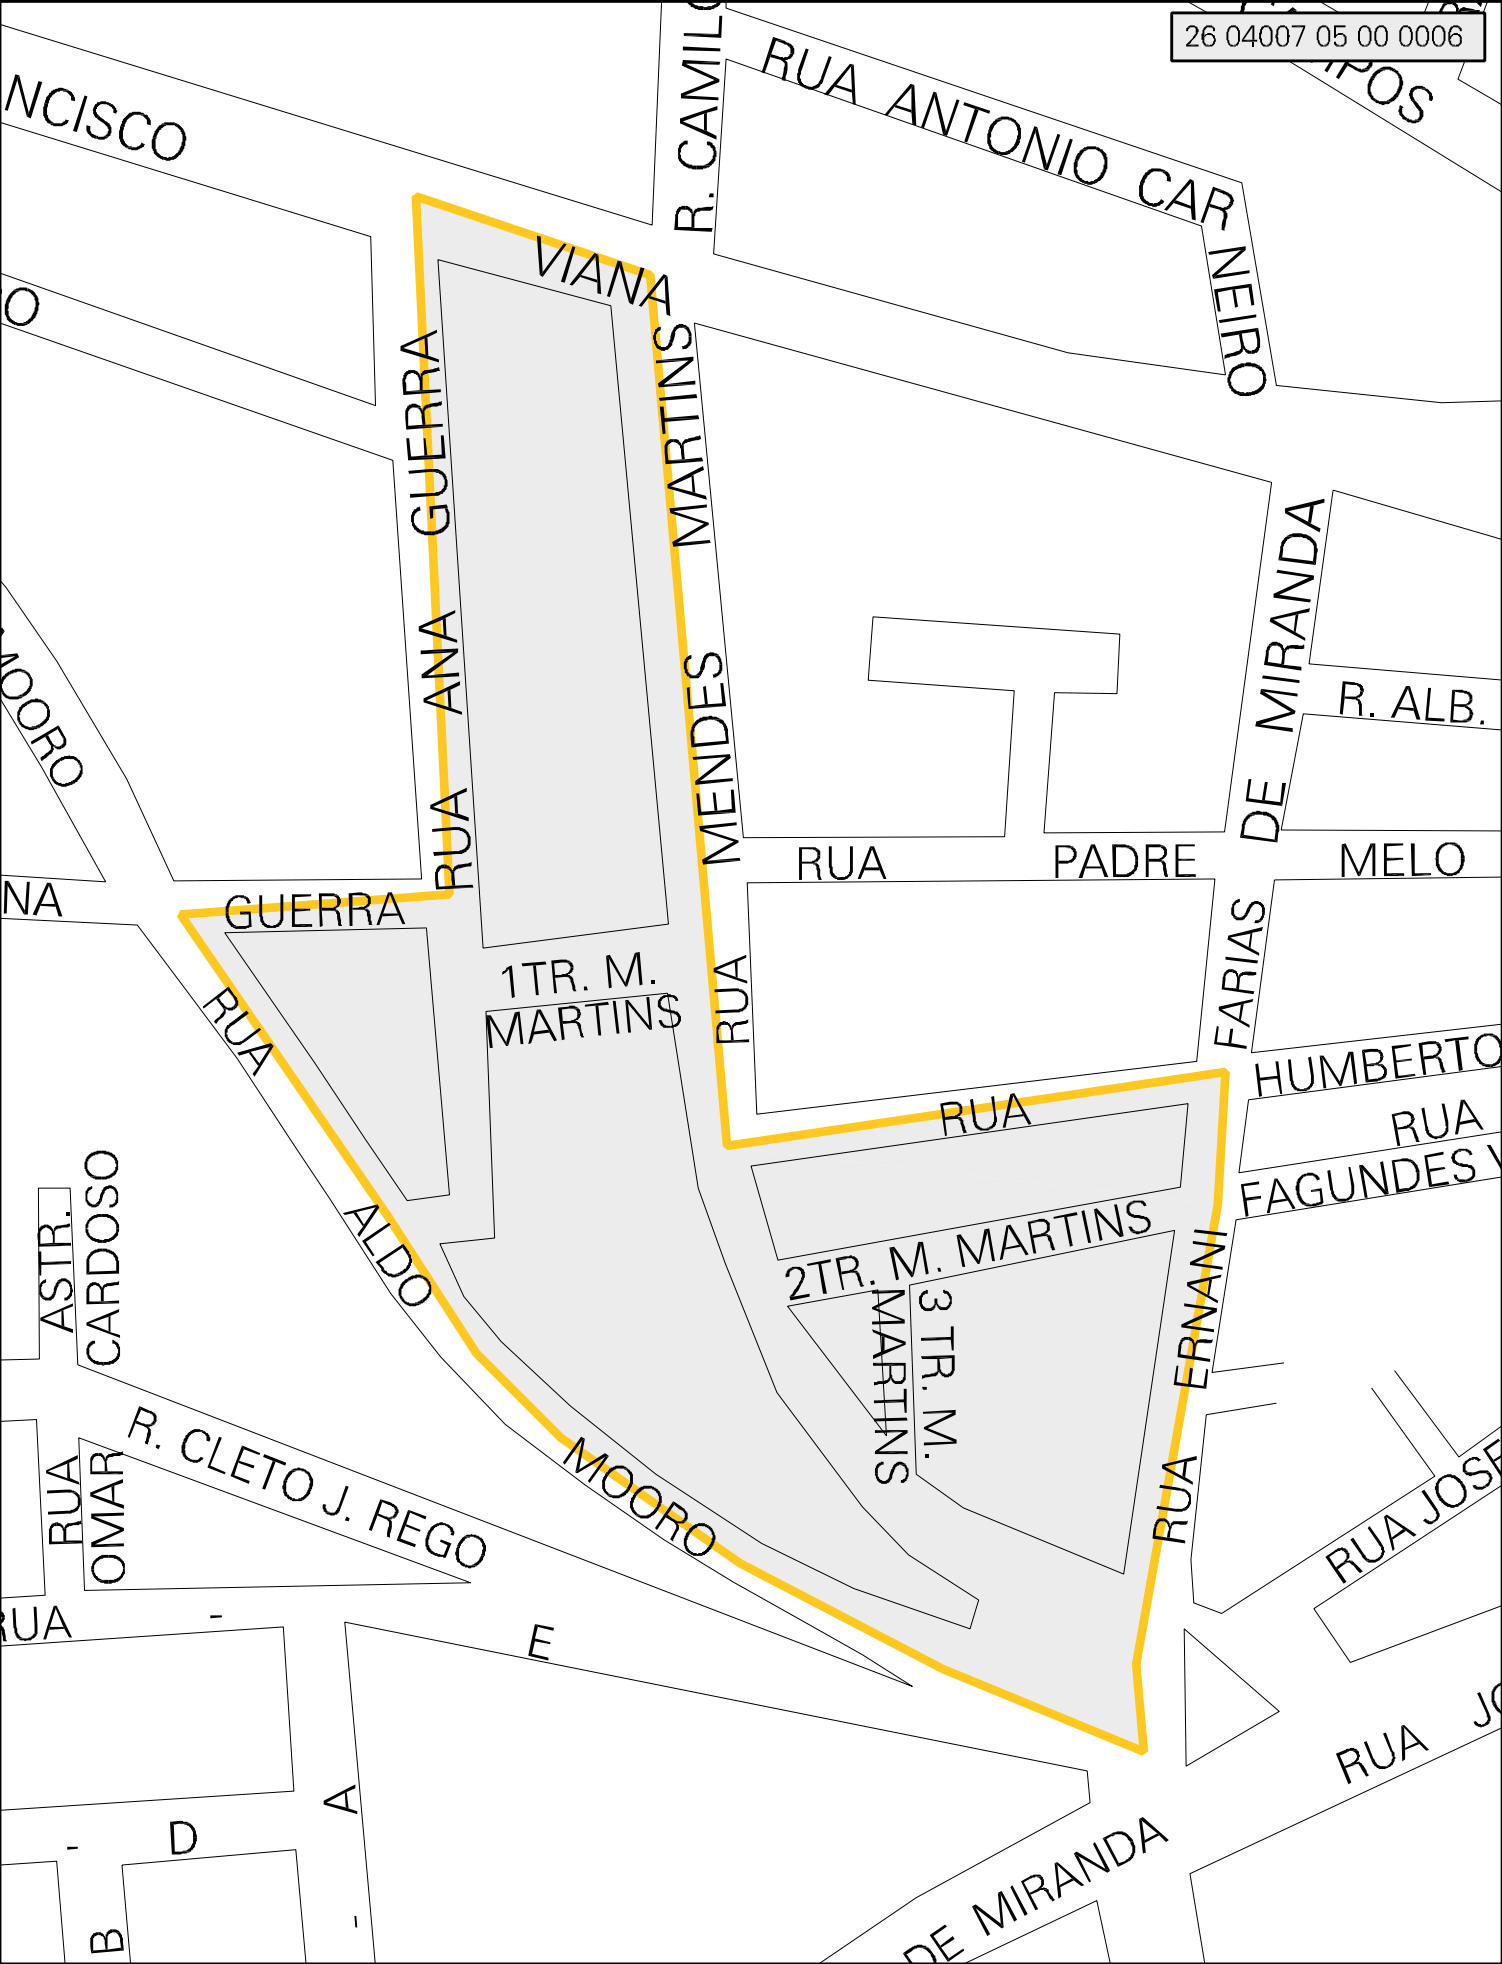 26 04007 05 00 0006
R. CAMILO
RUA ANTONIO CARNEIRO
NCISCO
VIANA
O
RUA ANA GUERRA
RUA MENDES MARTINS
RUA ERNANI FARIAS DE MIRANDA
MOORO
R. ALB.
RUA PADRE MELO
NA
GUERRA
1TR. M.
MARTINS
RUA ALDO MOORO
RUA
HUMBERTO
RUA
FAGUNDES V
ASTR.
CARDOSO
2TR. M. MARTINS
3 TR. M.
MARTINS
R. CLETO J. REGO
RUA
OMAR
RUA JOSE
RUA
-
E
RUA JO
A
-
- D
B
DE MIRANDA